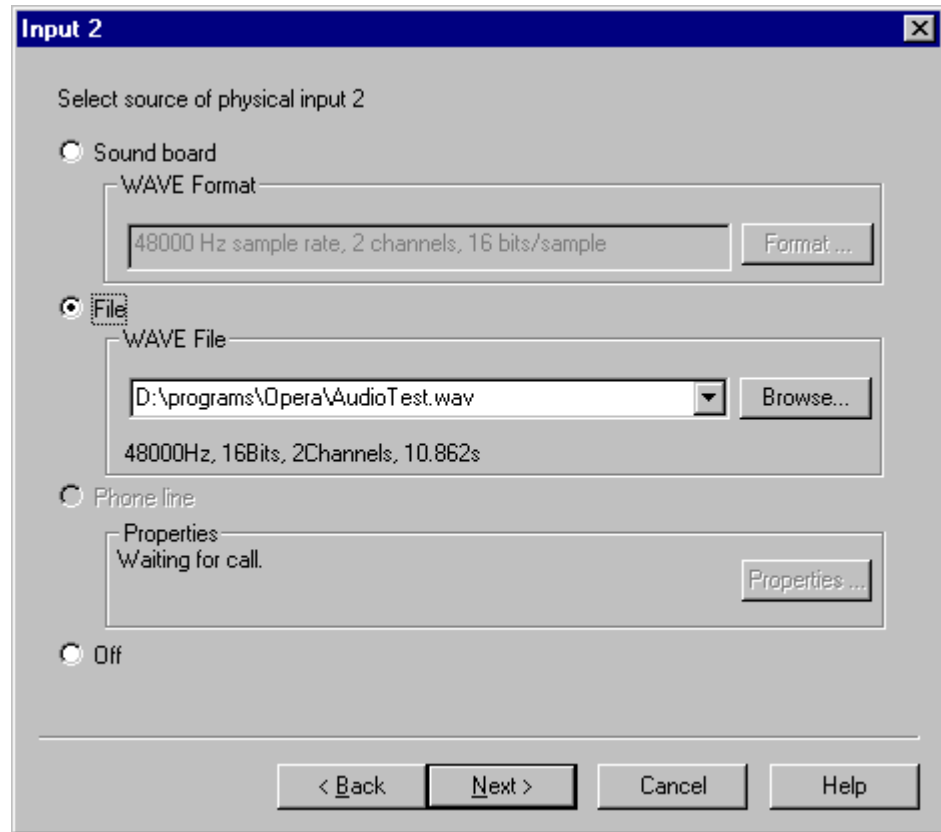 Input 2
Select source of physical input 2
Sound board
WAVE Format
48000 Hz sample rate, 2 channels, 16 bits/sample
Format ...
File
WAVE File
D:\programs\Opera\AudioTest.wav
Browse...
48000Hz, 16Bits, 2Channels, 10.862s
Phone line
Properties
Waiting for call.
Properties ...
Off
< Back Next > Cancel Help